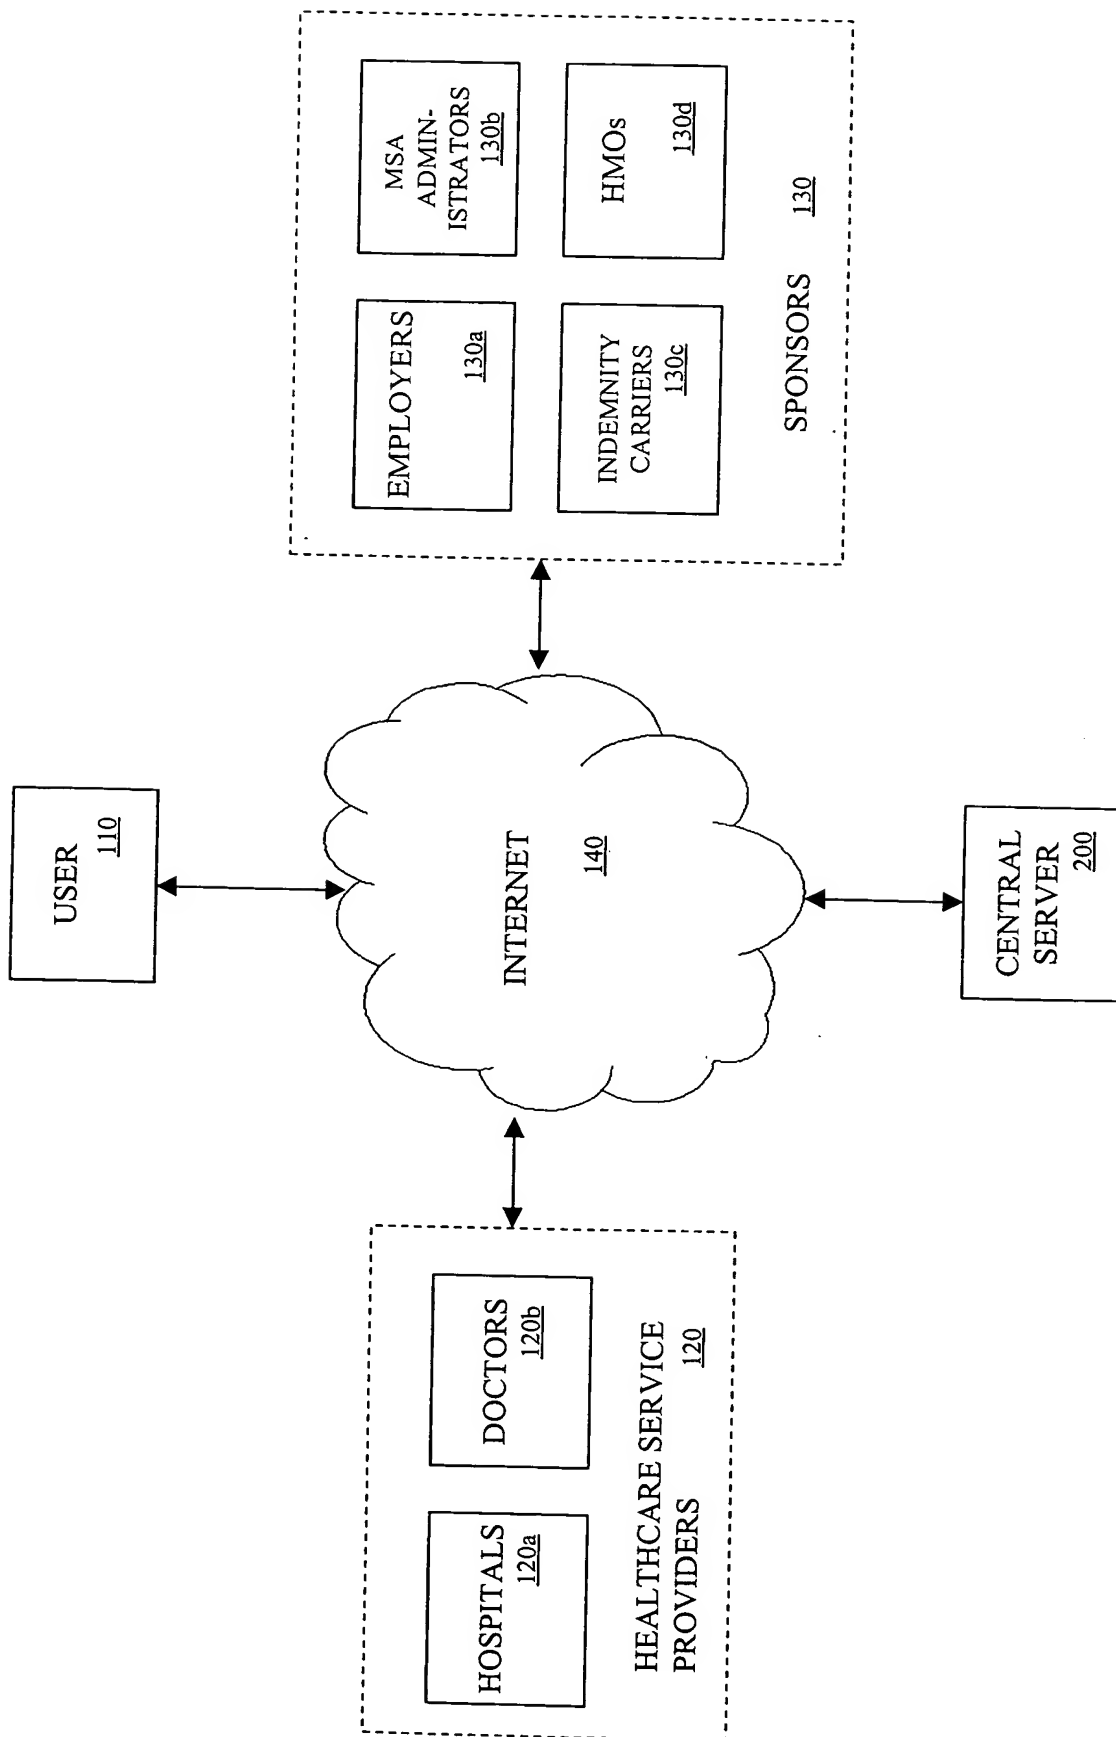 USER
110
HOSPITALS
120a
DOCTORS
120b
HEALTHCARE SERVICE
PROVIDERS
120
INTERNET
140
EMPLOYERS
130a
MSA
ADMIN-
ISTRATORS
130b
INDEMNITY
CARRIERS
130c
HMOs
130d
SPONSORS
130
CENTRAL
SERVER
200